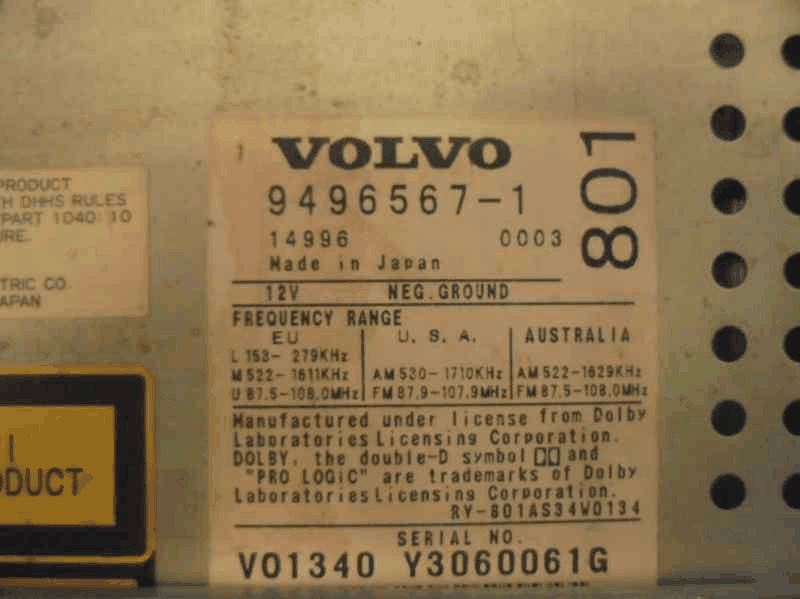 PRODUCT
H DHHS RULES
PART 1040·10
URE.
TRIC CO.
APAN
I
ODUCT
VOLVO
801
9496567-1
14996 0003
Made in Japan
12V NEG.GROUND
FREQUENCY RANGE
EU U. S. A. AUSTRALIA
L 153- 279KHz
M 522-1611KHz AM 530-1710KHz AM 522-1629KHz
U 87.5-108.0MHz FM 87.9-107.9MHz FM 87.5-108.0MHz
Manufactured under license from Dolby
Laboratories Licensing Corporation.
DOLBY, the double-D symbol and
"PRO LOGIC" are trademarks of Dolby
Laboratories Licensing Corporation.
RY-801AS34W0134
SERIAL NO.
V01340 Y3060061G